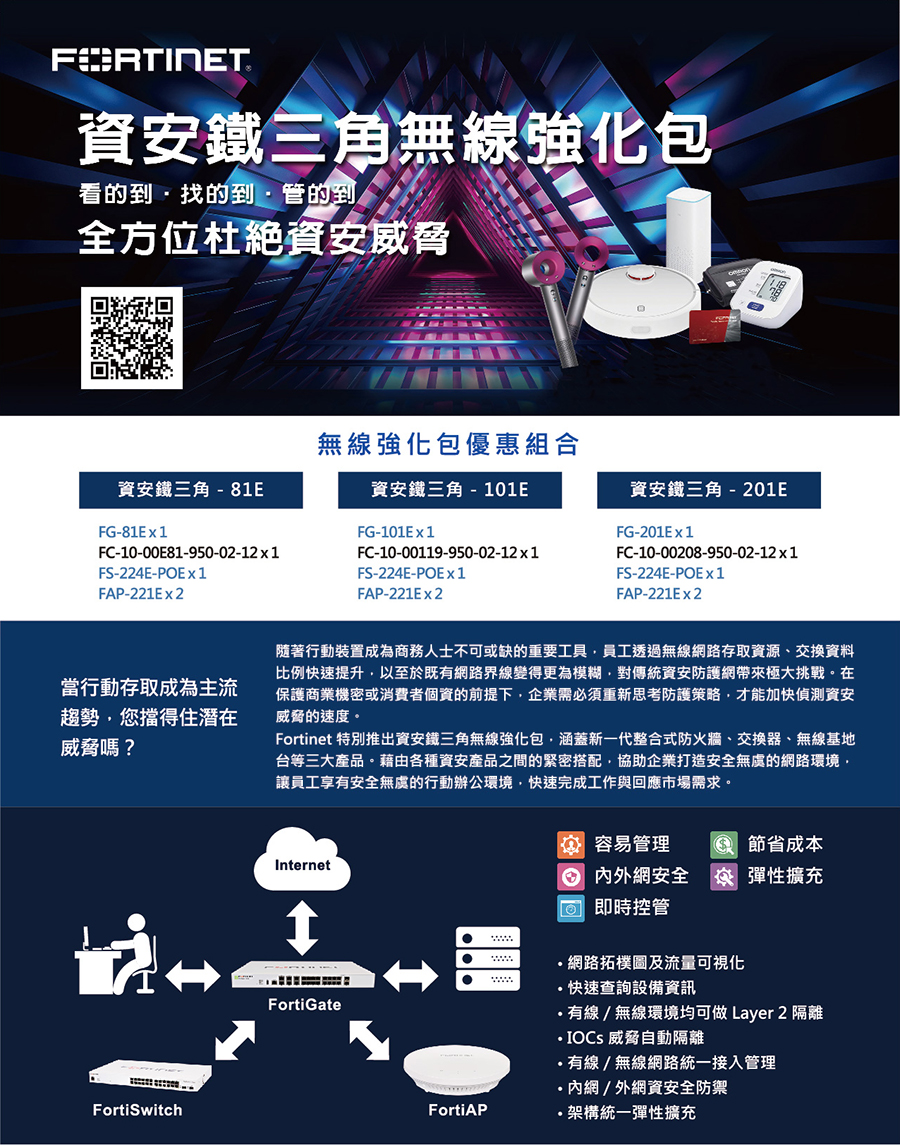 FORTINET
資安鐵三角無線強化包
看的到．找的到．管的到
全方位杜絕資安威脅
OMRON
OMRON
FORTINET
無線強化包優惠組合
資安鐵三角 - 81E
FG-81E x 1
FC-10-00E81-950-02-12 x 1
FS-224E-POE x 1
FAP-221E x 2
資安鐵三角 - 101E
FG-101E x 1
FC-10-00119-950-02-12 x 1
FS-224E-POE x 1
FAP-221E x 2
資安鐵三角 - 201E
FG-201E x 1
FC-10-00208-950-02-12 x 1
FS-224E-POE x 1
FAP-221E x 2
當行動存取成為主流
趨勢，您擋得住潛在
威脅嗎？
隨著行動裝置成為商務人士不可或缺的重要工具，員工透過無線網路存取資源、交換資料
比例快速提升，以至於既有網路界線變得更為模糊，對傳統資安防護網帶來極大挑戰。在
保護商業機密或消費者個資的前提下，企業需必須重新思考防護策略，才能加快偵測資安
威脅的速度。
Fortinet 特別推出資安鐵三角無線強化包，涵蓋新一代整合式防火牆、交換器、無線基地
台等三大產品。藉由各種資安產品之間的緊密搭配，協助企業打造安全無虞的網路環境，
讓員工享有安全無虞的行動辦公環境，快速完成工作與回應市場需求。
Internet
FortiGate
FortiSwitch
FortiAP
容易管理
節省成本
內外網安全
彈性擴充
即時控管
•網路拓樸圖及流量可視化
•快速查詢設備資訊
•有線 / 無線環境均可做 Layer 2 隔離
•IOCs 威脅自動隔離
•有線 / 無線網路統一接入管理
•內網 / 外網資安全防禦
•架構統一彈性擴充